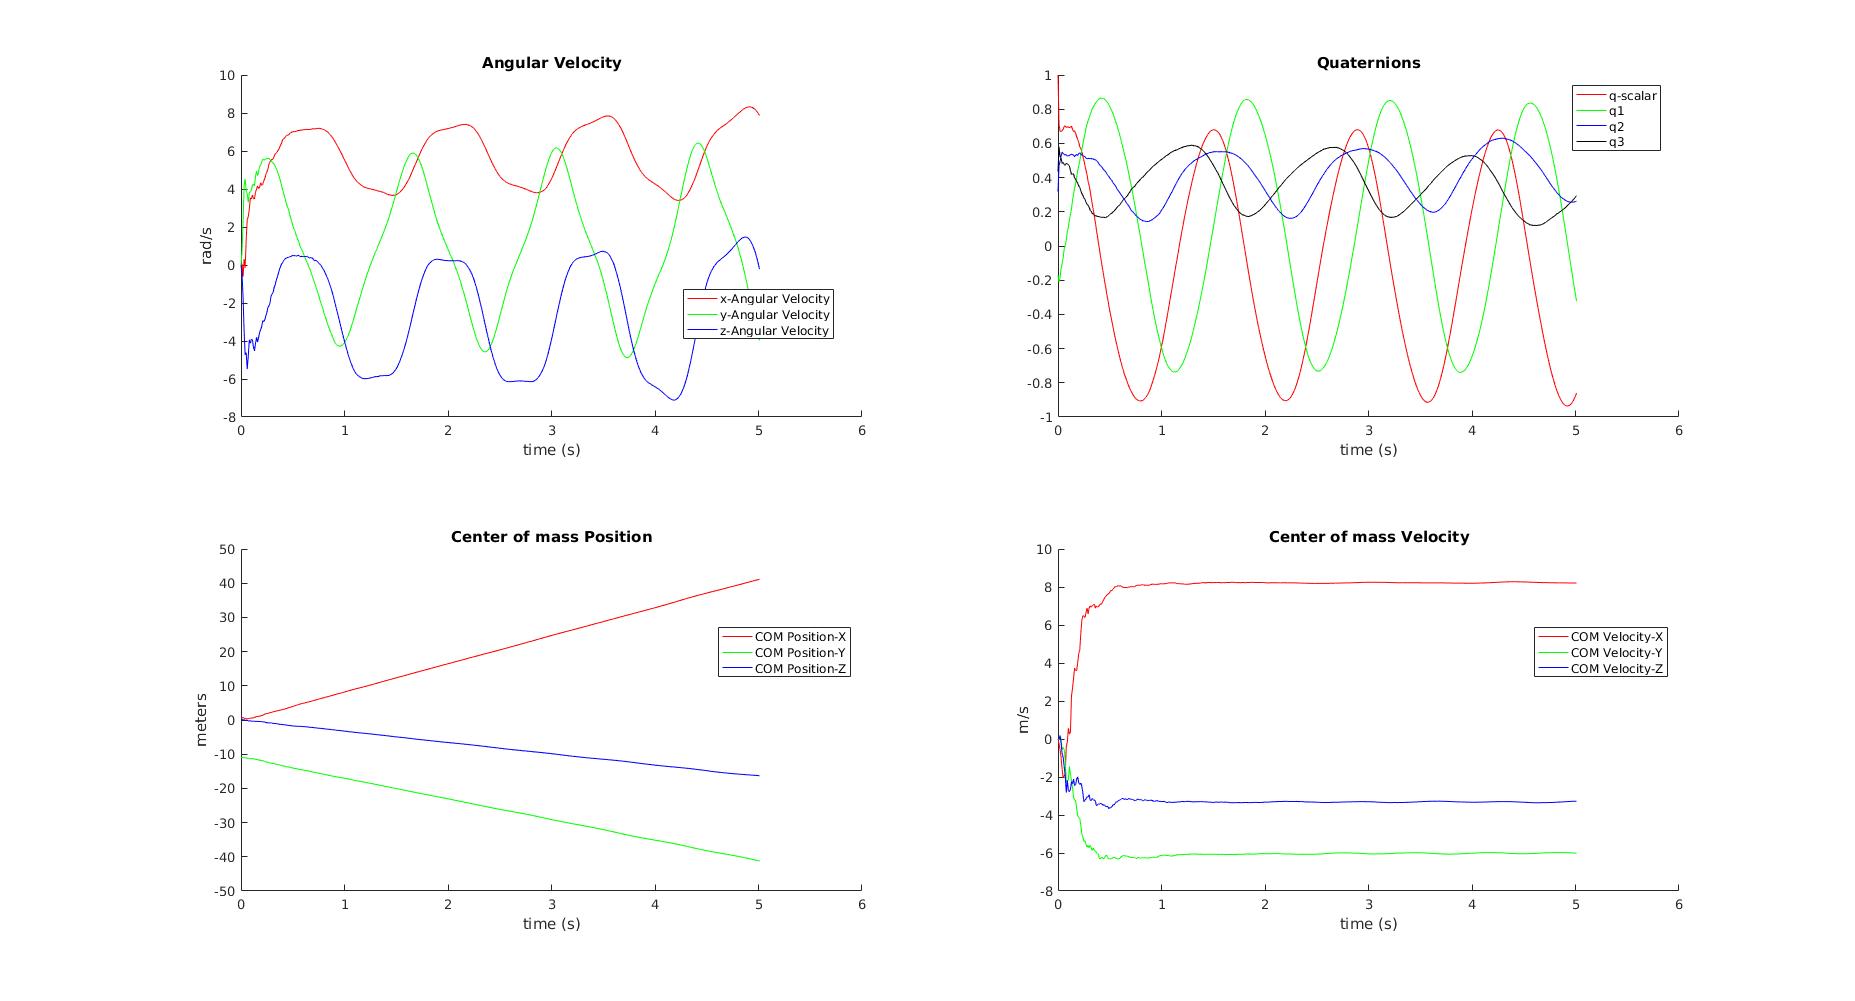 Angular Velocity
10
8
6
4
2
0
-2
-4
-6
-8
rad/s
0 1 2 3 4 5 6
time (s)
x-Angular Velocity
y-Angular Velocity
z-Angular Velocity
Quaternions
1
0.8
0.6
0.4
0.2
0
-0.2
-0.4
-0.6
-0.8
-1
0 1 2 3 4 5 6
time (s)
q-scalar
q1
q2
q3
Center of mass Position
50
40
30
20
10
0
-10
-20
-30
-40
-50
meters
0 1 2 3 4 5 6
time (s)
COM Position-X
COM Position-Y
COM Position-Z
Center of mass Velocity
10
8
6
4
2
0
-2
-4
-6
-8
m/s
0 1 2 3 4 5 6
time (s)
COM Velocity-X
COM Velocity-Y
COM Velocity-Z